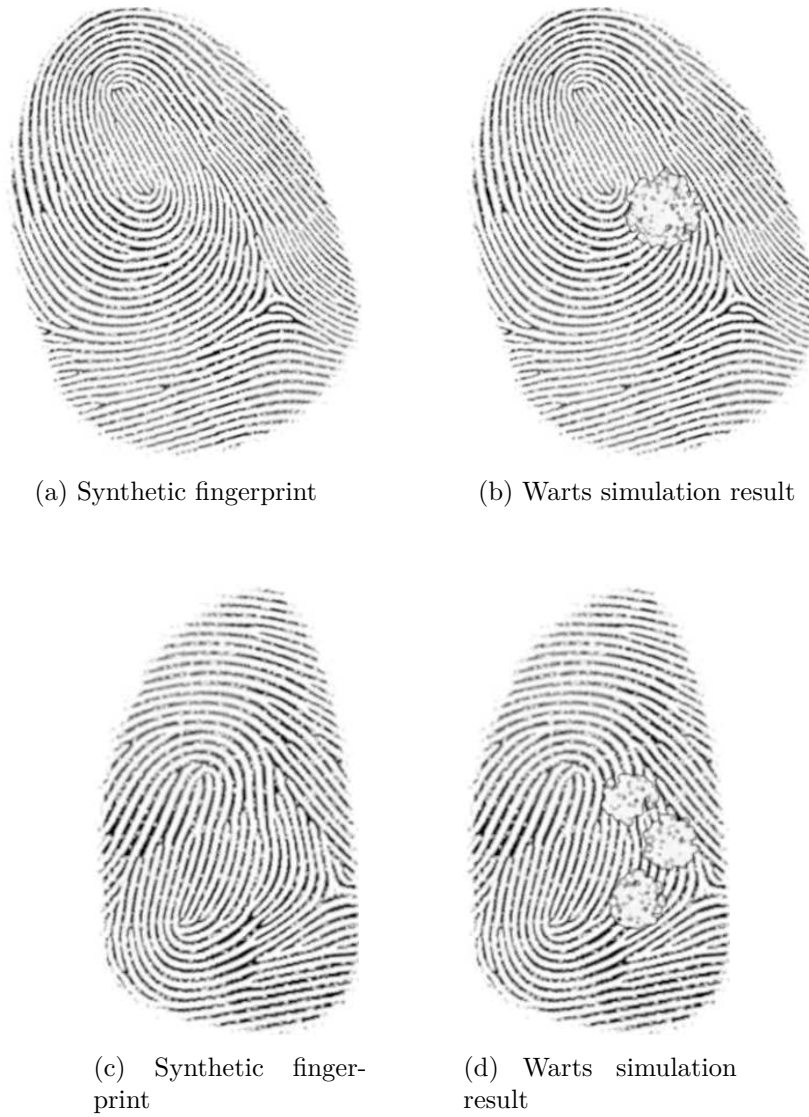 (a) Synthetic fingerprint
(b) Warts simulation result
(c) Synthetic finger-
print
(d) Warts simulation
result